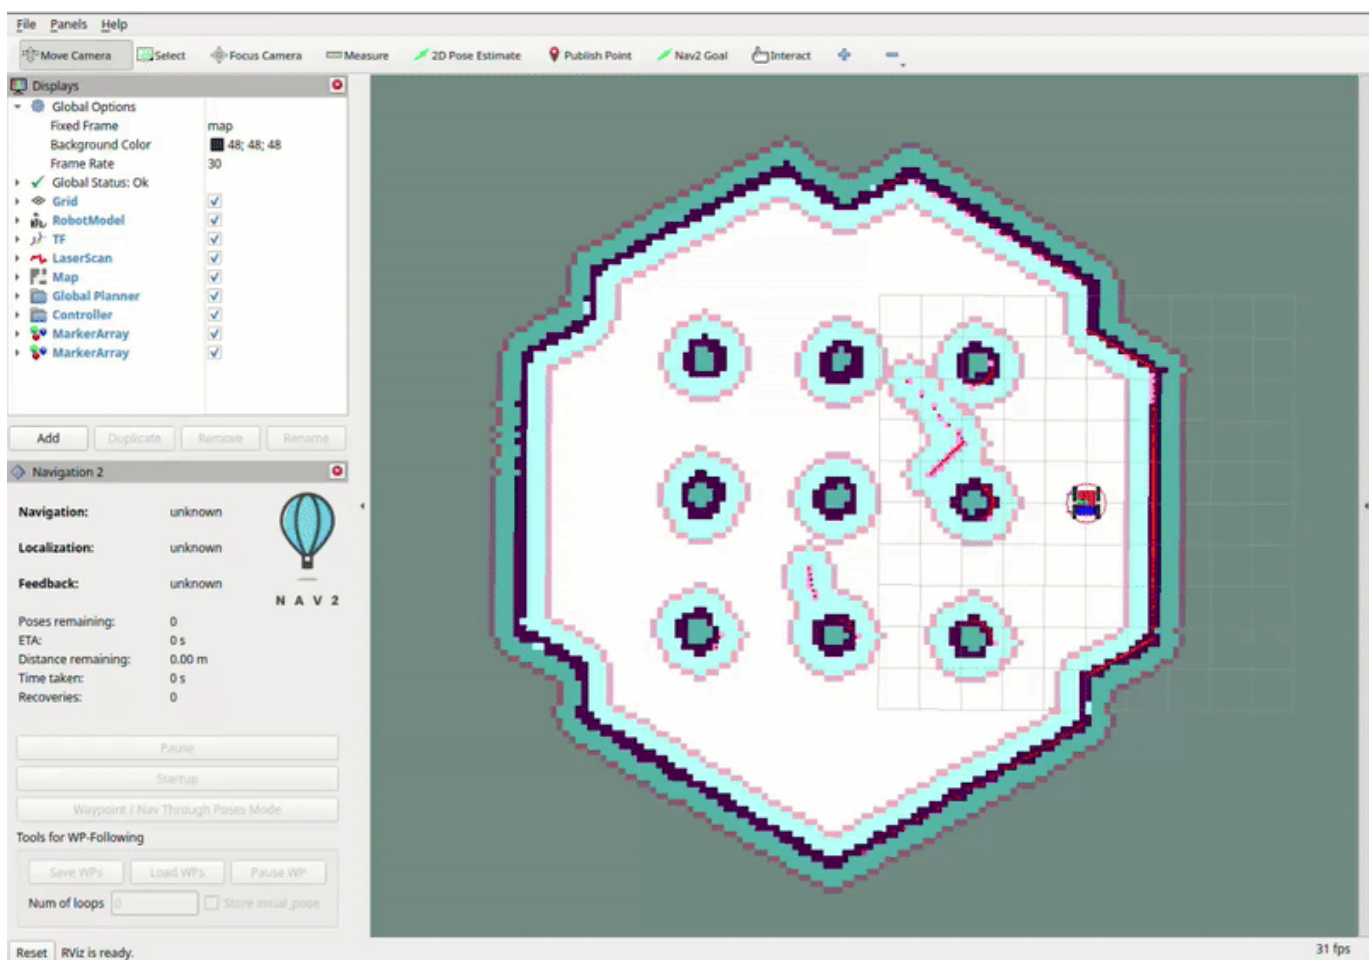 File Panels Help
Move Camera Select Focus Camera Measure 2D Pose Estimate Publish Point Nav2 Goal Interact
Displays
Global Options
Fixed Frame map
Background Color 48; 48; 48
Frame Rate 30
Global Status: Ok
Grid
RobotModel
TF
LaserScan
Map
Global Planner
Controller
MarkerArray
MarkerArray
Add Duplicate Remove Rename
Navigation 2
Navigation: unknown
Localization: unknown
Feedback: unknown
NAV2
Poses remaining: 0
ETA: 0 s
Distance remaining: 0.00 m
Time taken: 0 s
Recoveries: 0
Pause
Startup
Waypoint / Nav Through Poses Mode
Tools for WP-Following
Save WPs Load WPs Pause WP
Num of loops 0 Store initial_pose
Reset RViz is ready. 31 fps